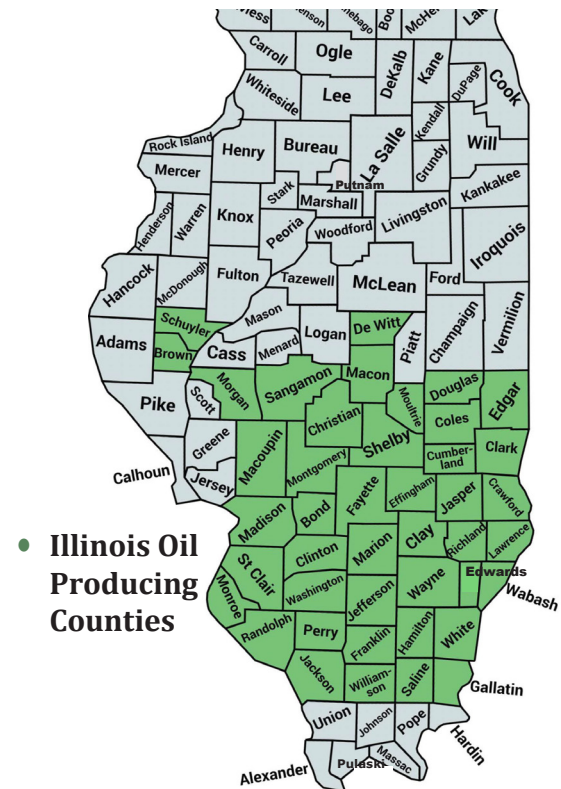 Carroll
Ogle
DeKalb
Kane
DuPage
Cook
Whiteside
Lee
Kendall
Rock Island
Henry
Bureau
La Salle
Grundy
Will
Mercer
Stark
Putnam
Kankakee
Henderson
Warren
Knox
Peoria
Marshall
Woodford
Livingston
Iroquois
Hancock
McDonough
Fulton
Tazewell
McLean
Ford
Mason
Schuyler
Logan
De Witt
Piatt
Champaign
Vermilion
Adams
Brown
Cass
Menard
Sangamon
Macon
Pike
Scott
Morgan
Christian
Moultrie
Douglas
Edgar
Coles
Greene
Macoupin
Montgomery
Shelby
Cumber-
land
Clark
Calhoun
Jersey
Fayette
Effingham
Jasper
Crawford
Madison
Bond
• Illinois Oil
Producing
Counties
Clinton
Marion
Clay
Richland
Lawrence
St Clair
Monroe
Washington
Jefferson
Wayne
Edwards
Wabash
Randolph
Perry
Franklin
Hamilton
White
Jackson
William-
son
Saline
Gallatin
Union
Johnson
Pope
Hardin
Alexander
Pulaski
Massac